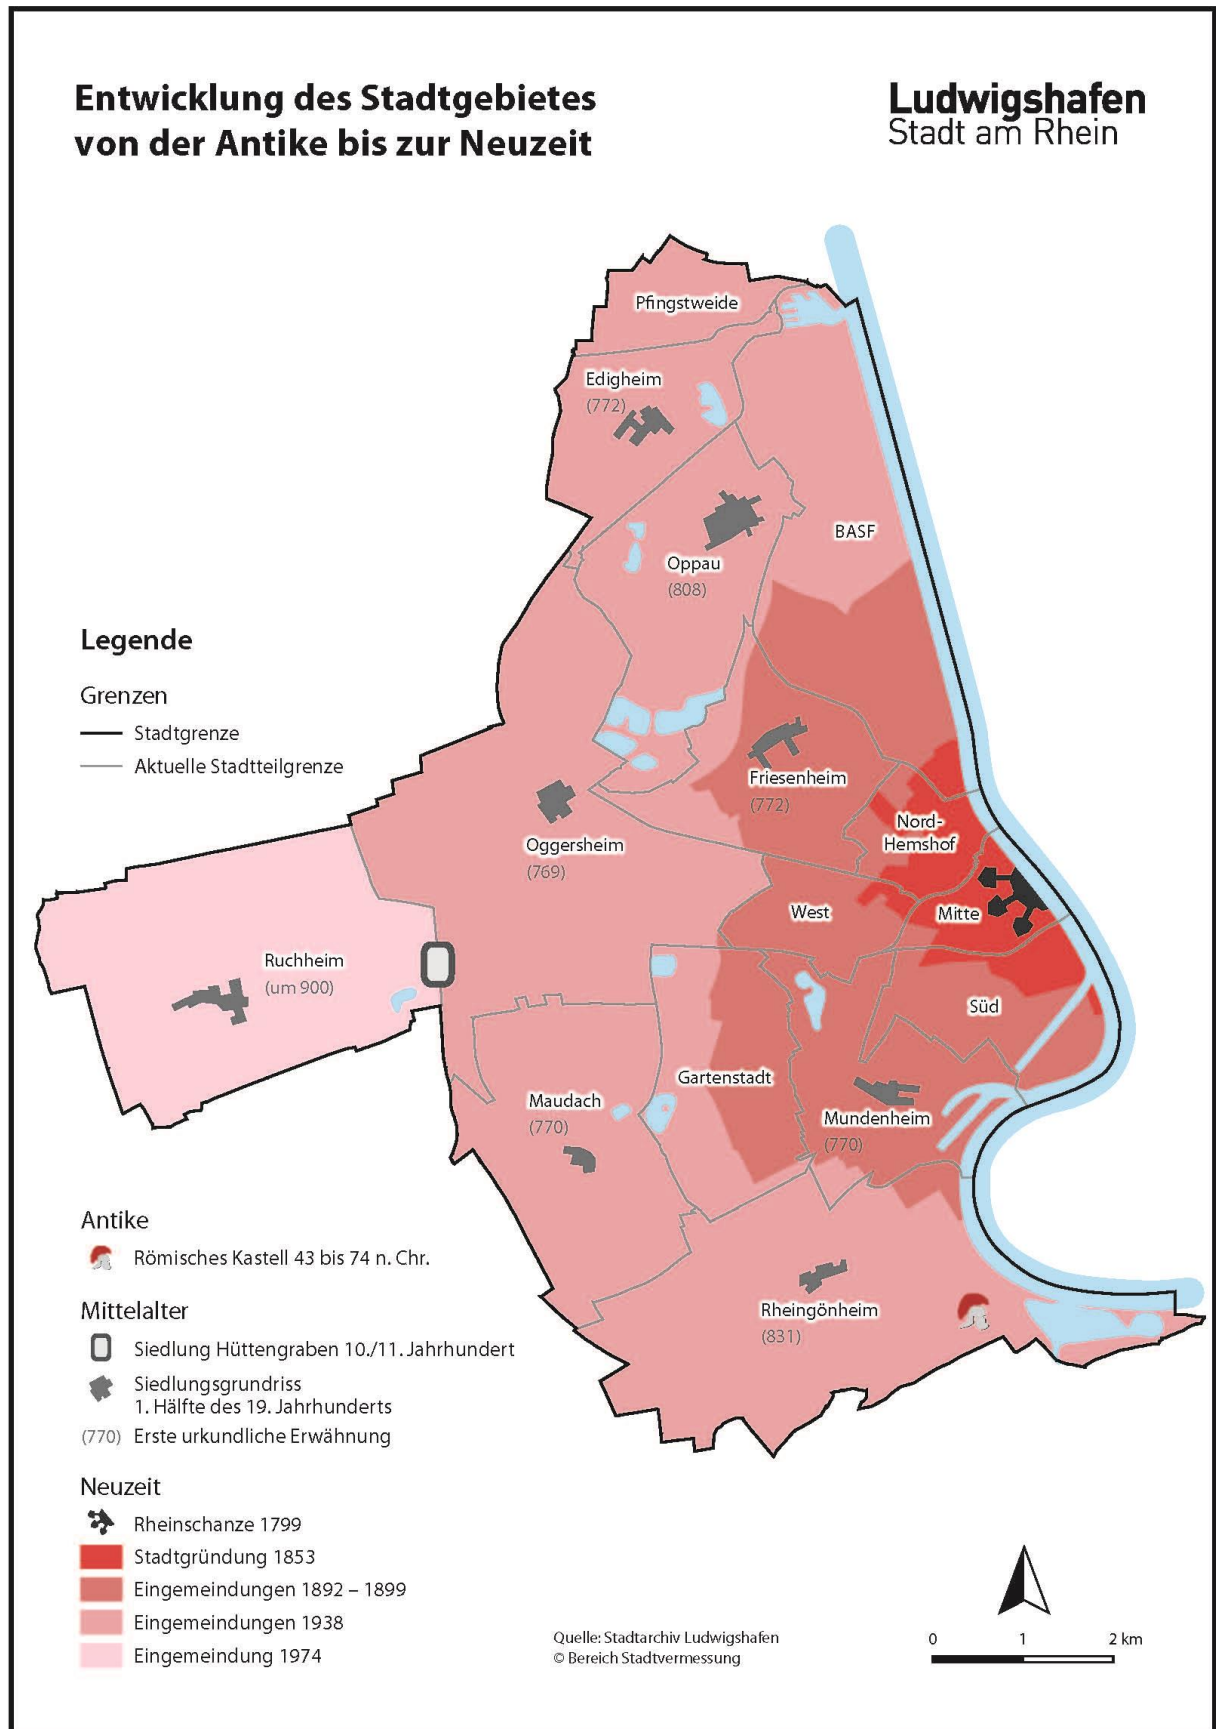 Entwicklung des Stadtgebietes
von der Antike bis zur Neuzeit
Ludwigshafen
Stadt am Rhein
Pfingstweide
Edigheim
(772)
BASF
Oppau
(808)
Legende
Grenzen
Stadtgrenze
Aktuelle Stadtteilgrenze
Friesenheim
(772)
Nord-
Hemshof
Oggersheim
(769)
West
Mitte
Ruchheim
(um 900)
Süd
Gartenstadt
Maudach
(770)
Mundenheim
(770)
Rheingönheim
(831)
Antike
Römisches Kastell 43 bis 74 n. Chr.
Mittelalter
Siedlung Hüttengraben 10./11. Jahrhundert
Siedlungsgrundriss
1. Hälfte des 19. Jahrhunderts
(770) Erste urkundliche Erwähnung
Neuzeit
Rheinschanze 1799
Stadtgründung 1853
Eingemeindungen 1892 – 1899
Eingemeindungen 1938
Eingemeindung 1974
Quelle: Stadtarchiv Ludwigshafen
© Bereich Stadtvermessung
0 1 2 km